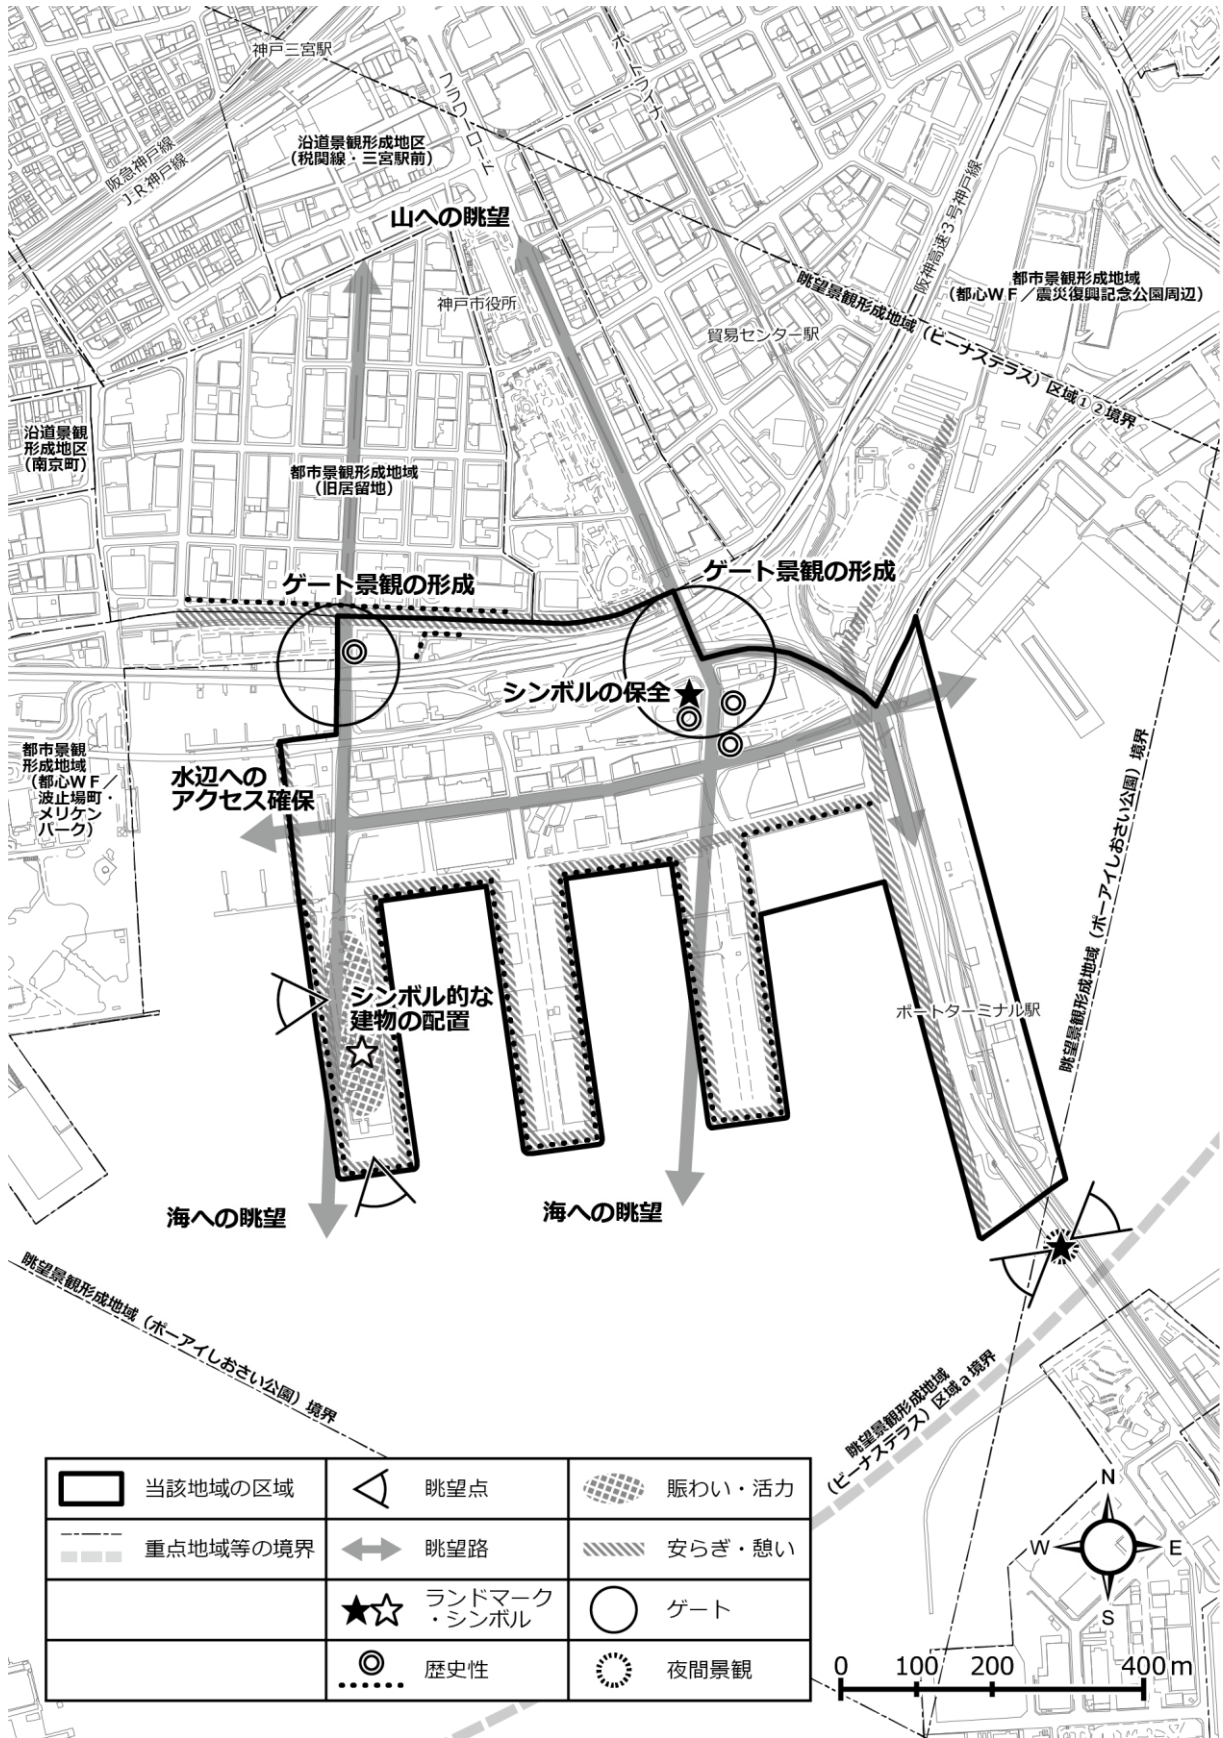 神戸三宮駅
フラワーロード
ポートライナー
沿道景観形成地区
(税関線・三宮駅前)
阪急神戸線
JR神戸線
山への眺望
阪神高速3号神戸線
都市景観形成地域
(都心WF/震災復興記念公園周辺)
神戸市役所
貿易センター駅
眺望景観形成地域(ビーナステラス)区域①②境界
沿道景観
形成地区
(南京町)
都市景観形成地域
(旧居留地)
ゲート景観の形成
ゲート景観の形成
シンボルの保全
都市景観
形成地域
(都心WF/
波止場町・
メリケン
パーク)
水辺への
アクセス確保
眺望景観形成地域(ポーアイしおさい公園)境界
シンボル的な
建物の配置
ポートターミナル駅
海への眺望
海への眺望
眺望景観形成地域(ポーアイしおさい公園)境界
眺望景観形成地域
(ビーナステラス)区域a境界
当該地域の区域
眺望点
賑わい・活力
重点地域等の境界
眺望路
安らぎ・憩い
ランドマーク
・シンボル
ゲート
歴史性
夜間景観
N
W
E
S
0 100 200 400m